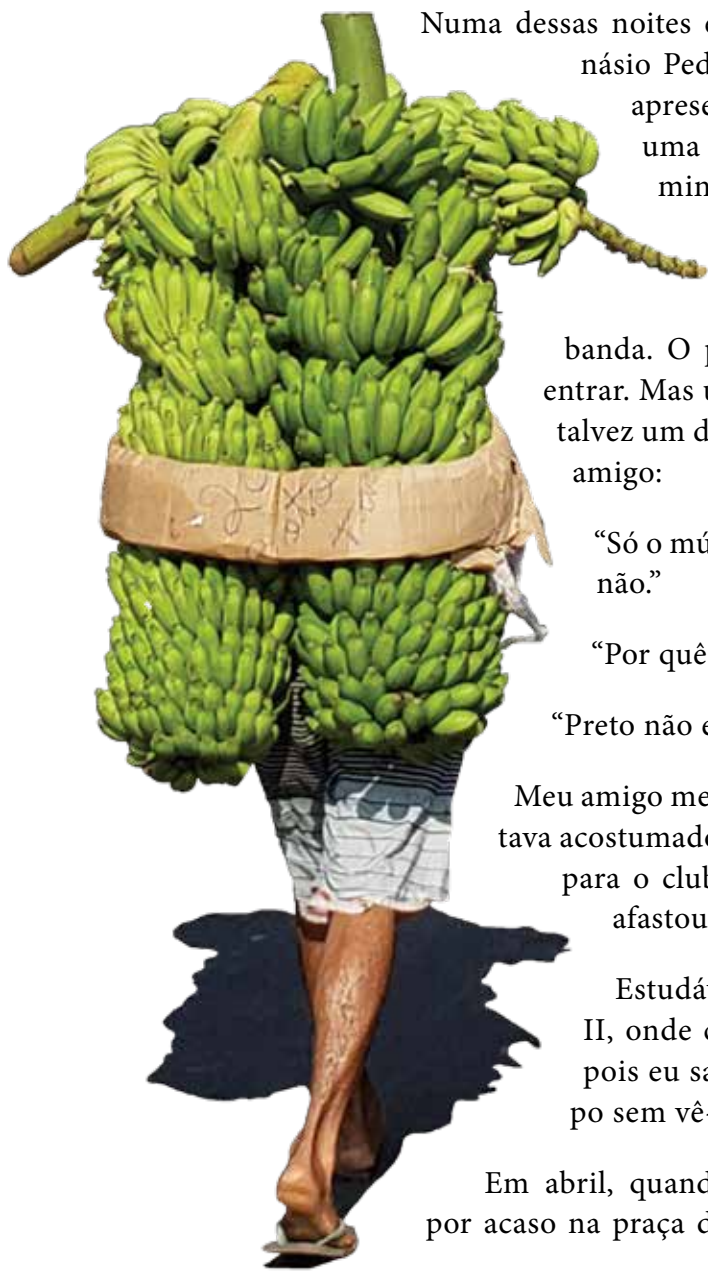 Numa dessas noites
násio Ped
aprese
uma
min
banda. O p
entrar. Mas u
talvez um d
amigo:
“Só o mú
não.”
“Por quê
“Preto não e
Meu amigo me
tava acostumado
para o club
afastou
Estudáv
II, onde
pois eu sa
po sem vê-
Em abril, quand
por acaso na praça d